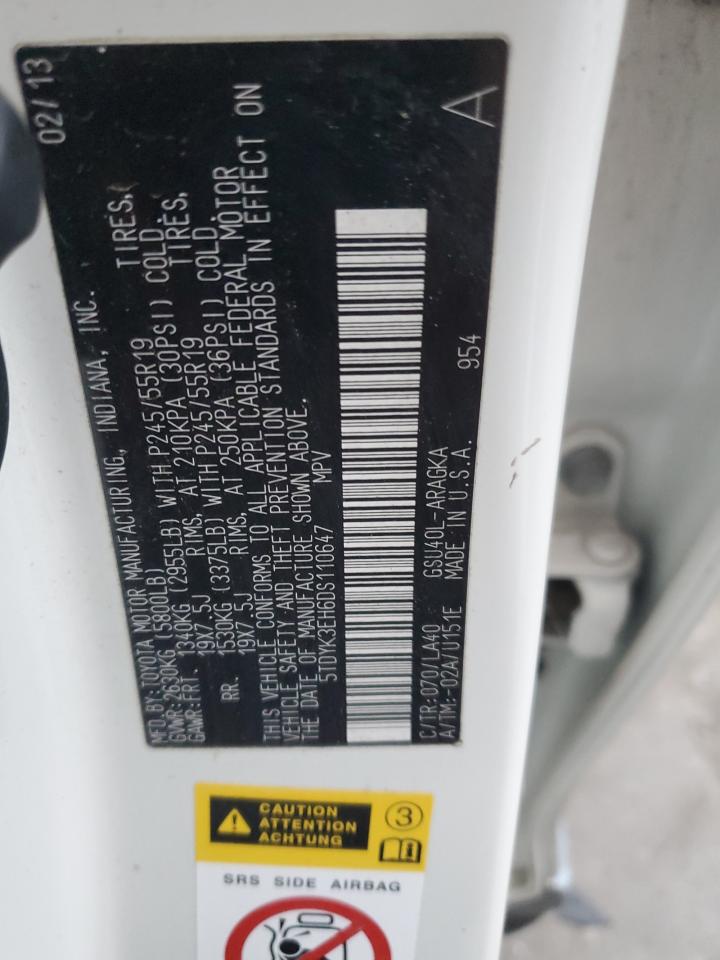 MFD.BY:TOYOTA MOTOR MANUFACTURING, INDIANA, INC. 02/13
GVWR:2630KG (5800LB)
GAWR:FRT. 1340KG (2955LB) WITH P245/55R19 TIRES,
19X7.5J RIMS, AT 210KPA (30PSI) COLD.
RR. 1530KG (3375LB) WITH P245/55R19 TIRES,
19X7.5J RIMS, AT 250KPA (36PSI) COLD.
THIS VEHICLE CONFORMS TO ALL APPLICABLE FEDERAL MOTOR
VEHICLE SAFETY AND THEFT PREVENTION STANDARDS IN EFFECT ON
THE DATE OF MANUFACTURE SHOWN ABOVE.
5TDYK3EH6DS110647 MPV
C/TR:070/LA40 GSU40L-ARAGKA 954 A
A/TM:-02A/U151E MADE IN U.S.A.
CAUTION
ATTENTION
ACHTUNG
3
SRS SIDE AIRBAG